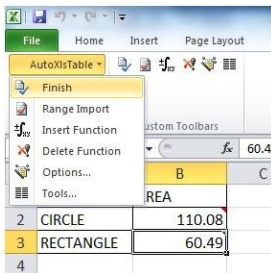 File Home Insert Page Layout
AutoXlsTable
Finish
Range Import
Insert Function
Delete Function
Options...
Tools...
ustom Toolbars
fx 60.4
B C
REA
2 CIRCLE 110.08
3 RECTANGLE 60.49
4